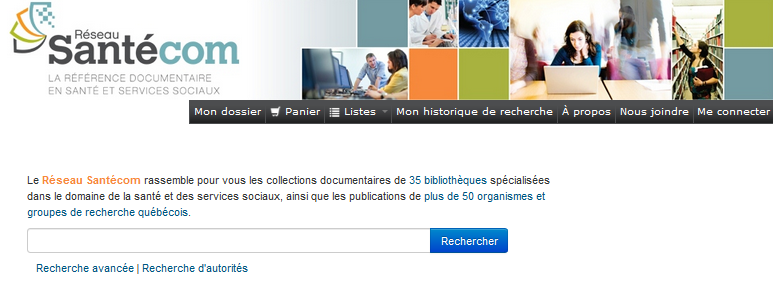 Réseau
Santécom
LA RÉFÉRENCE DOCUMENTAIRE
EN SANTÉ ET SERVICES SOCIAUX
Mon dossier Panier Listes Mon historique de recherche À propos Nous joindre Me connecter
Le Réseau Santécom rassemble pour vous les collections documentaires de 35 bibliothèques spécialisées
dans le domaine de la santé et des services sociaux, ainsi que les publications de plus de 50 organismes et
groupes de recherche québécois.
Rechercher
Recherche avancée | Recherche d'autorités